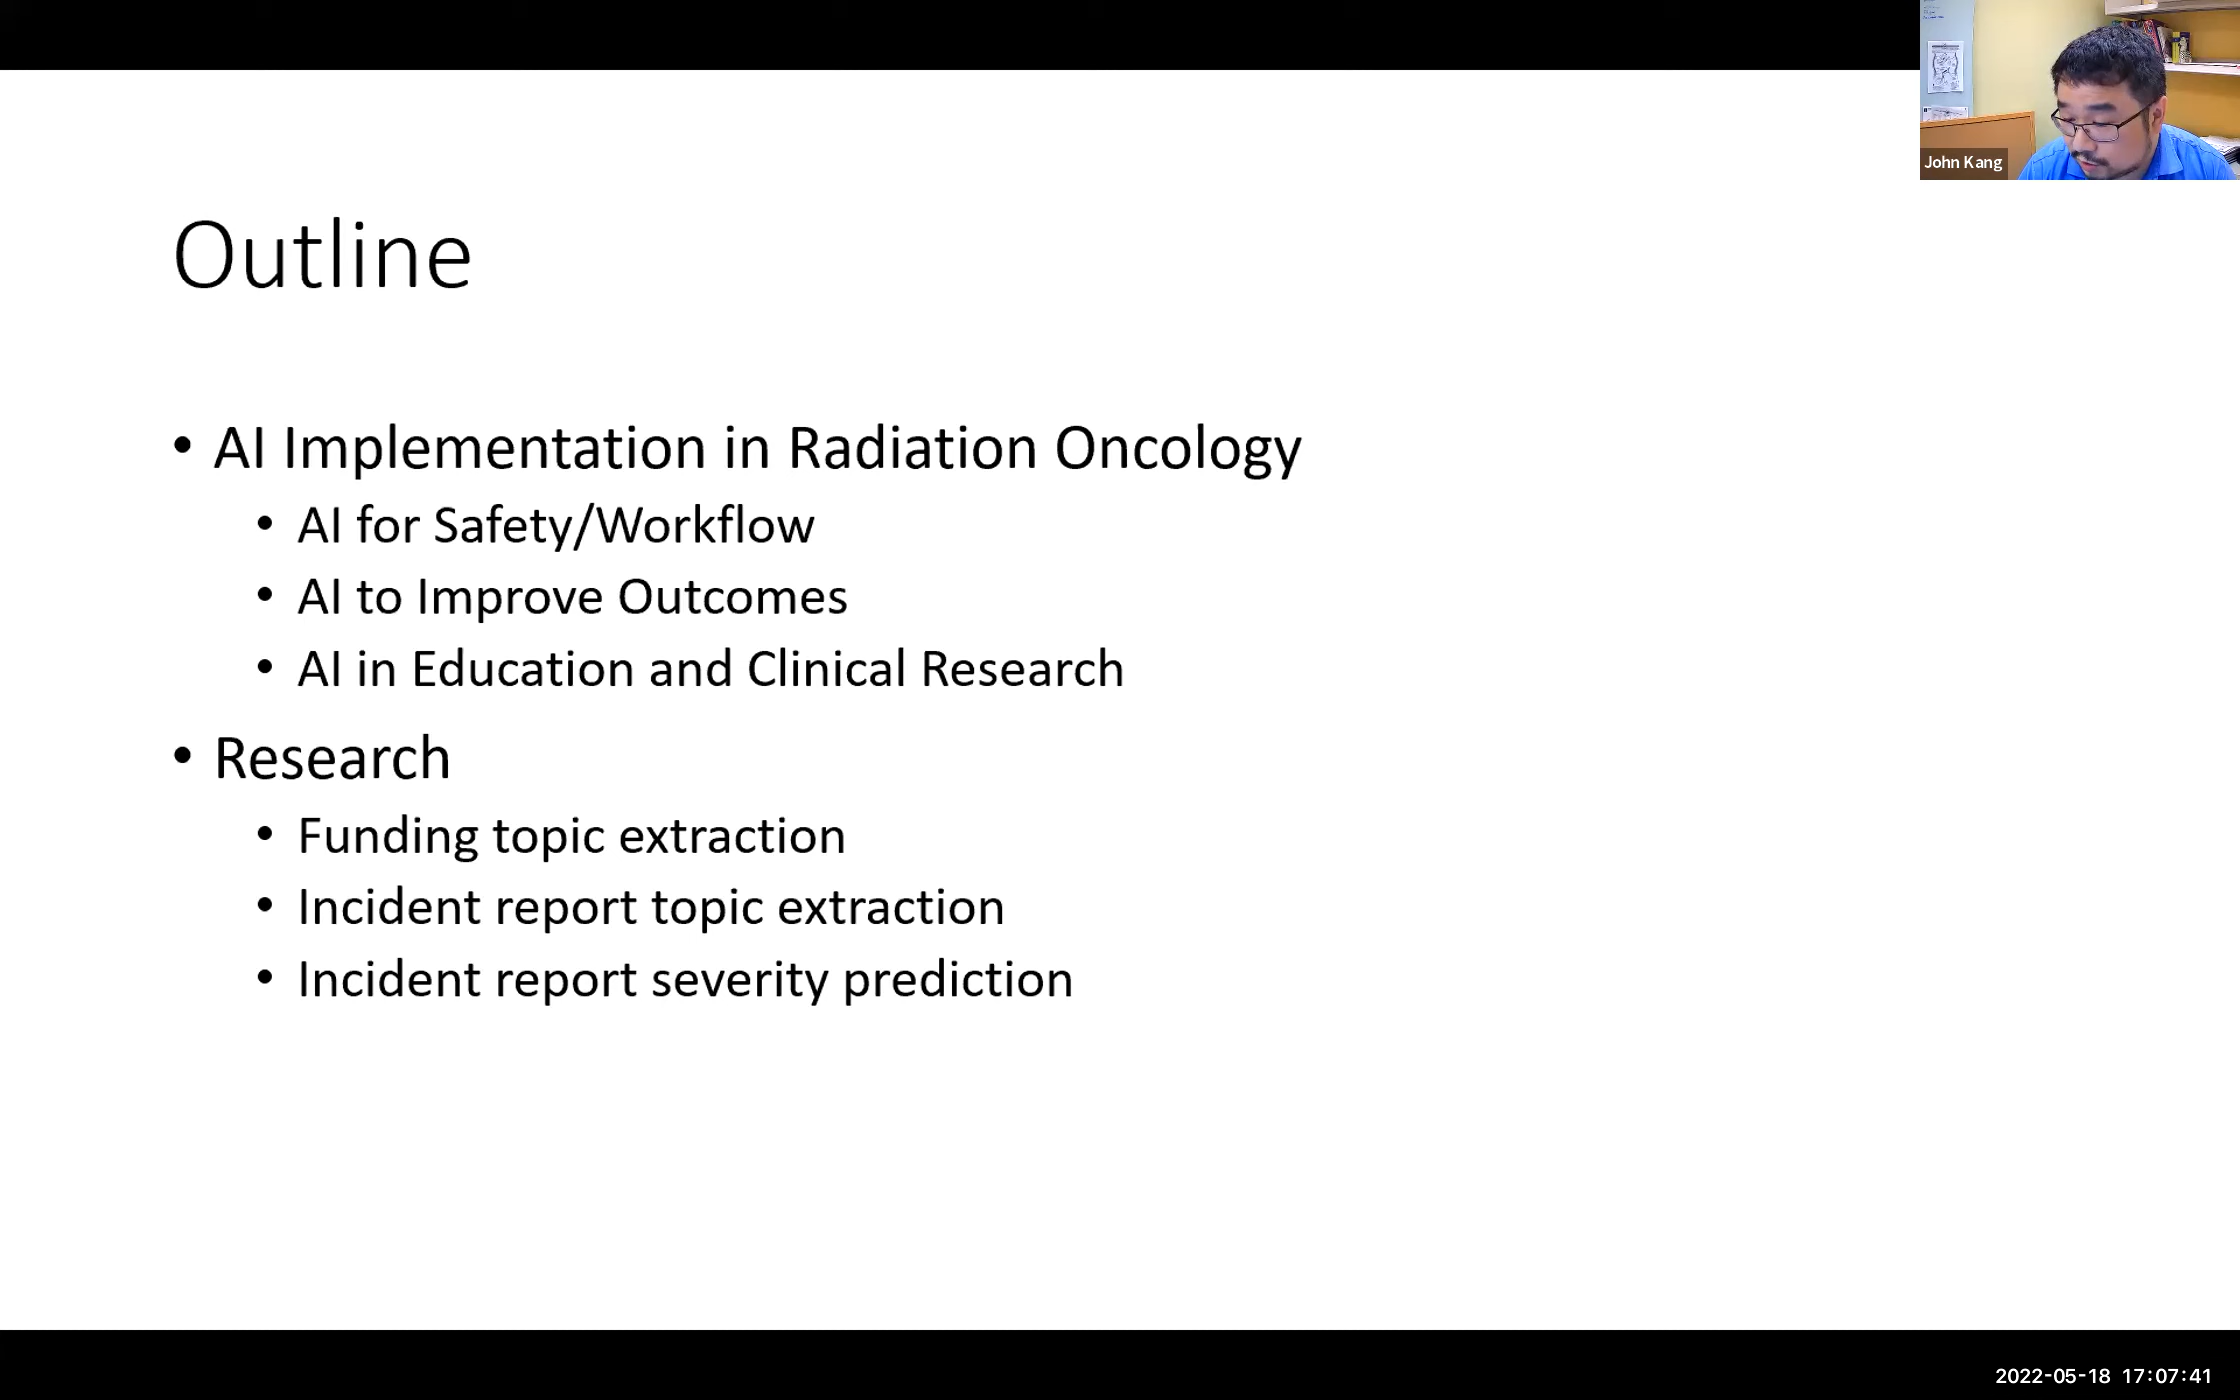 John Kang
Outline
• AI Implementation in Radiation Oncology
• AI for Safety/Workflow
• AI to Improve Outcomes
• AI in Education and Clinical Research
• Research
• Funding topic extraction
• Incident report topic extraction
• Incident report severity prediction
2022-05-18 17:07:41